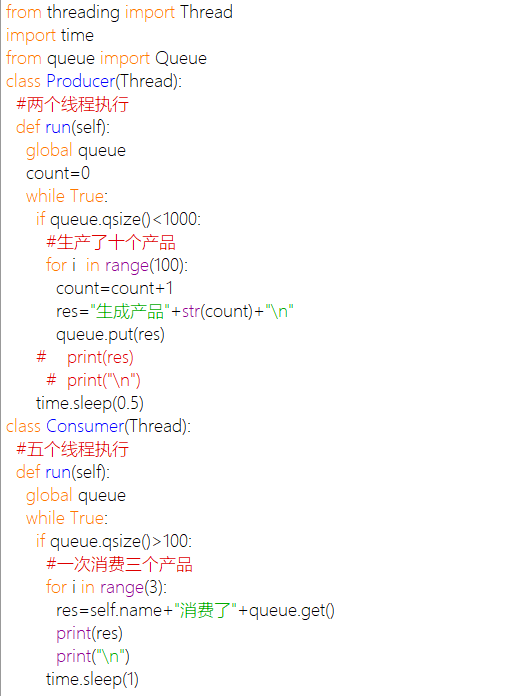 from threading import Thread
import time
from queue import Queue
class Producer(Thread):
  #两个线程执行
  def run(self):
    global queue
    count=0
    while True:
      if queue.qsize()<1000:
        #生产了十个产品
        for i  in range(100):
          count=count+1
          res="生成产品"+str(count)+"\n"
          queue.put(res)
      #    print(res)
        #  print("\n")
      time.sleep(0.5)
class Consumer(Thread):
  #五个线程执行
  def run(self):
    global queue
    while True:
      if queue.qsize()>100:
        #一次消费三个产品
        for i in range(3):
          res=self.name+"消费了"+queue.get()
          print(res)
          print("\n")
        time.sleep(1)